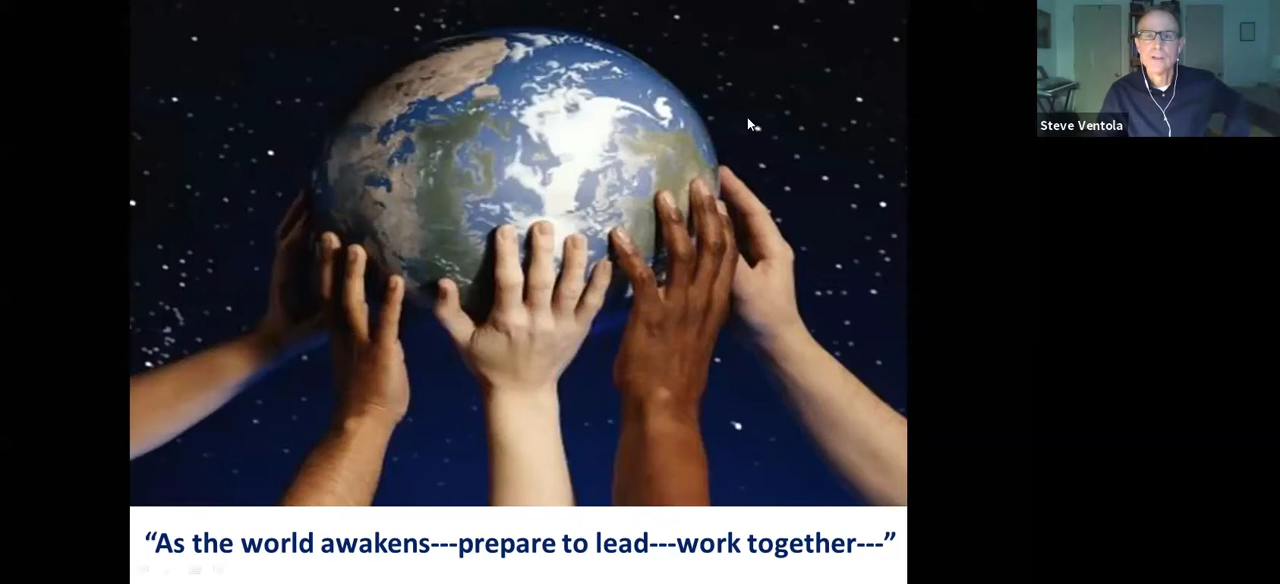 Steve Ventola
“As the world awakens---prepare to lead---work together---”